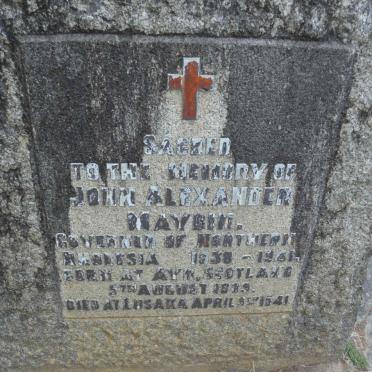 SACRED
TO THE MEMORY OF
JOHN ALEXANDER
MAYBIN.
GOVERNOR OF NORTHERN
RHODESIA 1938 - 1941.
BORN AT AYR, SCOTLAND
5TH AUGUST 1889.
DIED AT LUSAKA APRIL 9TH 1941.